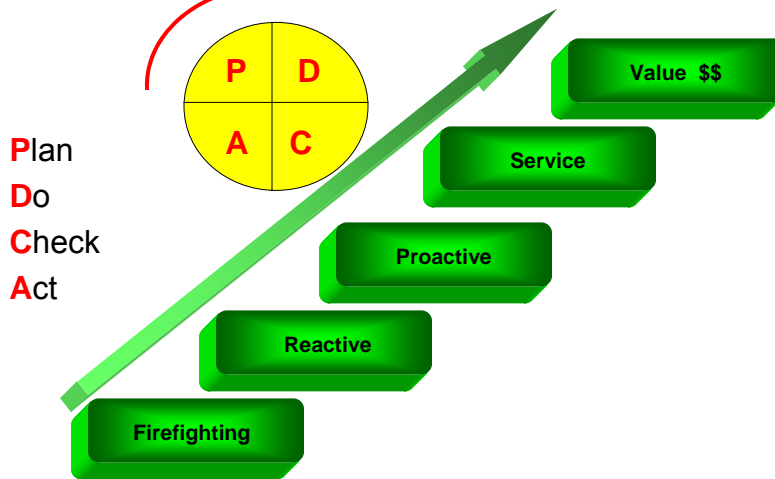 P D
A C
Plan
Do
Check
Act
Value $$
Service
Proactive
Reactive
Firefighting